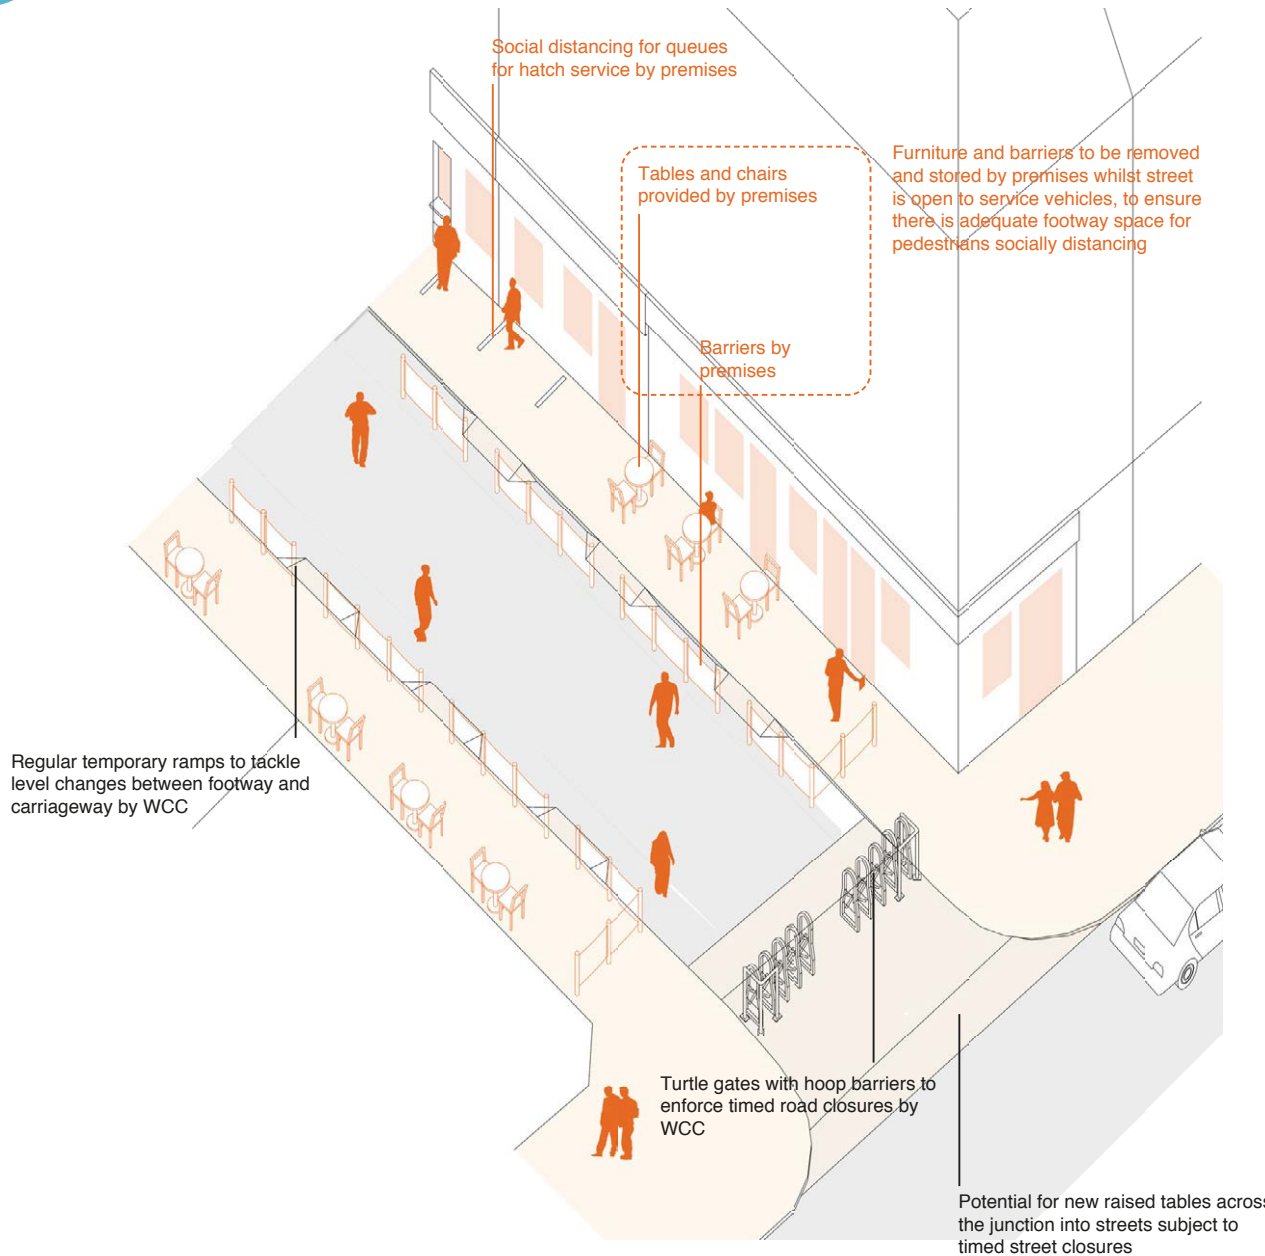 Social distancing for queues
for hatch service by premises
Tables and chairs
provided by premises
Furniture and barriers to be removed
and stored by premises whilst street
is open to service vehicles, to ensure
there is adequate footway space for
pedestrians socially distancing
Barriers by
premises
Regular temporary ramps to tackle
level changes between footway and
carriageway by WCC
Turtle gates with hoop barriers to
enforce timed road closures by
WCC
Potential for new raised tables across
the junction into streets subject to
timed street closures